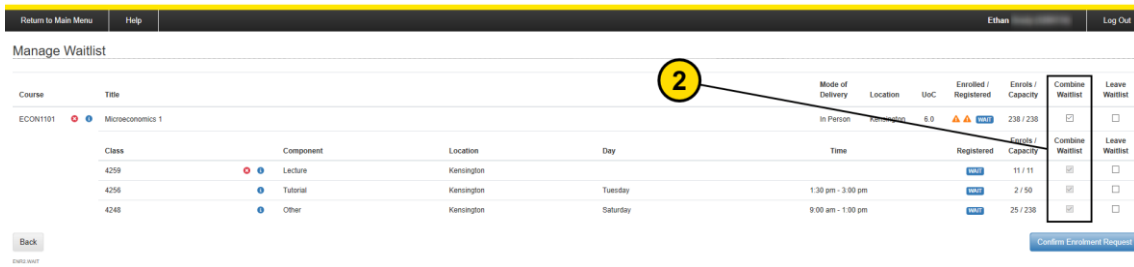 Return to Main Menu Help Ethan Log Out
Manage Waitlist
2
Course Title Mode of Delivery Location UoC Enrolled / Registered Enrols / Capacity Combine Waitlist Leave Waitlist
ECON1101 Microeconomics 1 In Person Kensington 6.0 WAIT 238 / 238
Class Component Location Day Time Registered Enrols / Capacity Combine Waitlist Leave Waitlist
4259 Lecture Kensington WAIT 11 / 11
4256 Tutorial Kensington Tuesday 1:30 pm - 3:00 pm WAIT 2 / 50
4248 Other Kensington Saturday 9:00 am - 1:00 pm WAIT 25 / 238
Back Confirm Enrolment Request